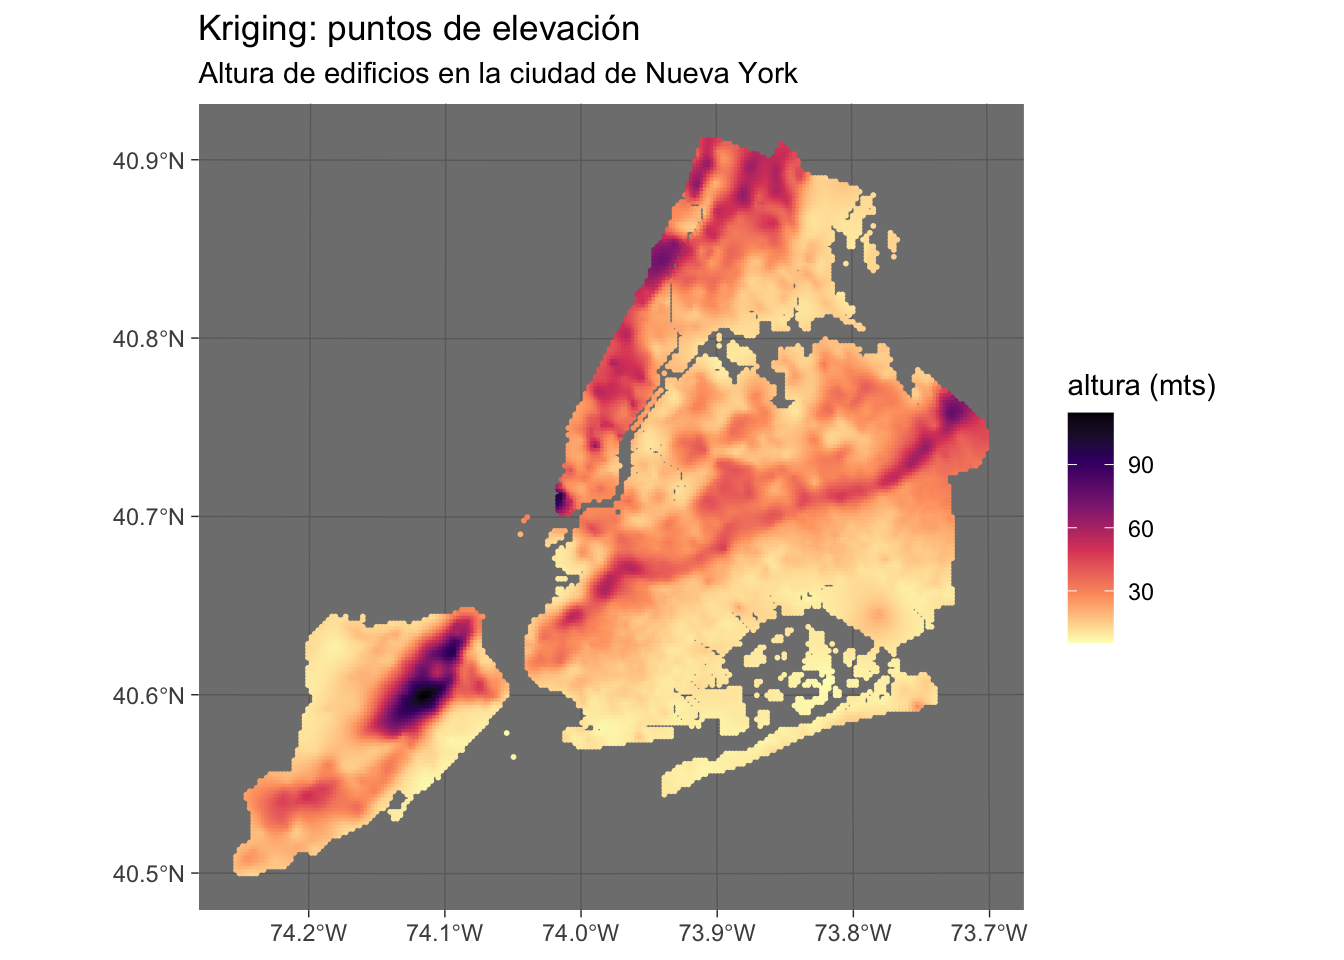 Kriging: puntos de elevación
Altura de edificios en la ciudad de Nueva York
40.9°N
40.8°N
40.7°N
40.6°N
40.5°N
74.2°W
74.1°W
74.0°W
73.9°W
73.8°W
73.7°W
altura (mts)
90
60
30